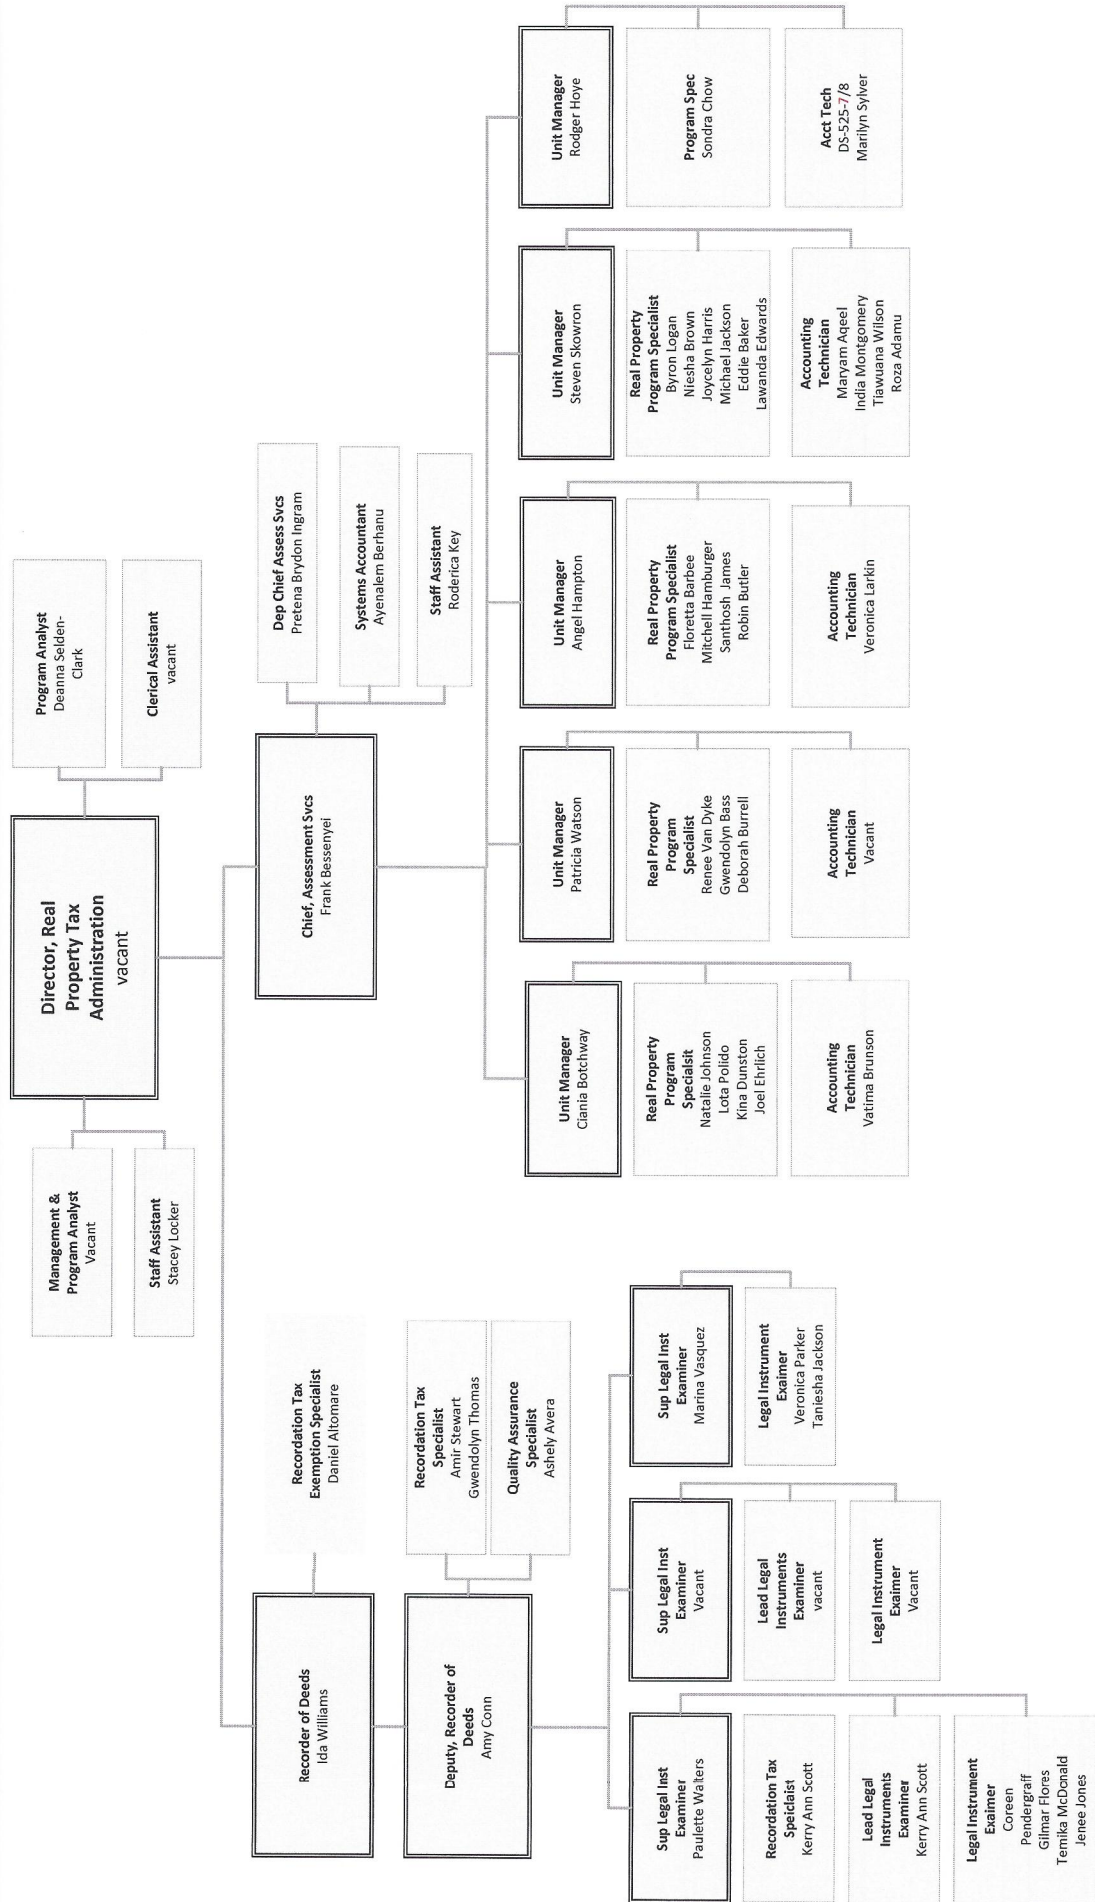 Management &
Program Analyst
Vacant
Staff Assistant
Stacey Locker
Director, Real
Property Tax
Administration
vacant
Program Analyst
Deanna Selden-
Clark
Clerical Assistant
vacant
Recorder of Deeds
Ida Williams
Recordation Tax
Exemption Specialist
Daniel Altomare
Deputy, Recorder of
Deeds
Amy Conn
Recordation Tax
Specialist
Amir Stewart
Gwendolyn Thomas
Quality Assurance
Specialist
Ashely Avera
Sup Legal Inst
Examiner
Paulette Walters
Recordation Tax
Speiclaist
Kerry Ann Scott
Lead Legal
Instruments
Examiner
Kerry Ann Scott
Legal Instrument
Exaimer
Coreen
Pendergraff
Gilmar Flores
Temika McDonald
Jenee Jones
Sup Legal Inst
Examiner
Vacant
Lead Legal
Instruments
Examiner
vacant
Legal Instrument
Exaimer
Vacant
Sup Legal Inst
Examiner
Marina Vasquez
Legal Instrument
Exaimer
Veronica Parker
Taniesha Jackson
Chief, Assessment Svcs
Frank Bessenyei
Dep Chief Assess Svcs
Pretena Brydon Ingram
Systems Accountant
Ayenalem Berhanu
Staff Assistant
Roderica Key
Unit Manager
Ciania Botchway
Real Property
Program
Specialsit
Natalie Johnson
Lota Polido
Kina Dunston
Joel Ehrlich
Accounting
Technician
Vatima Brunson
Unit Manager
Patricia Watson
Real Property
Program
Specialist
Renee Van Dyke
Gwendolyn Bass
Deborah Burrell
Accounting
Technician
Vacant
Unit Manager
Angel Hampton
Real Property
Program Specialist
Floretta Barbee
Mitchell Hamburger
Santhosh James
Robin Butler
Accounting
Technician
Veronica Larkin
Unit Manager
Steven Skowron
Real Property
Program Specialist
Byron Logan
Niesha Brown
Joycelyn Harris
Michael Jackson
Eddie Baker
Lawanda Edwards
Accounting
Technician
Maryam Aqeel
India Montgomery
Tiawuana Wilson
Roza Adamu
Unit Manager
Rodger Hoye
Program Spec
Sondra Chow
Acct Tech
DS-525-7/8
Marilyn Sylver